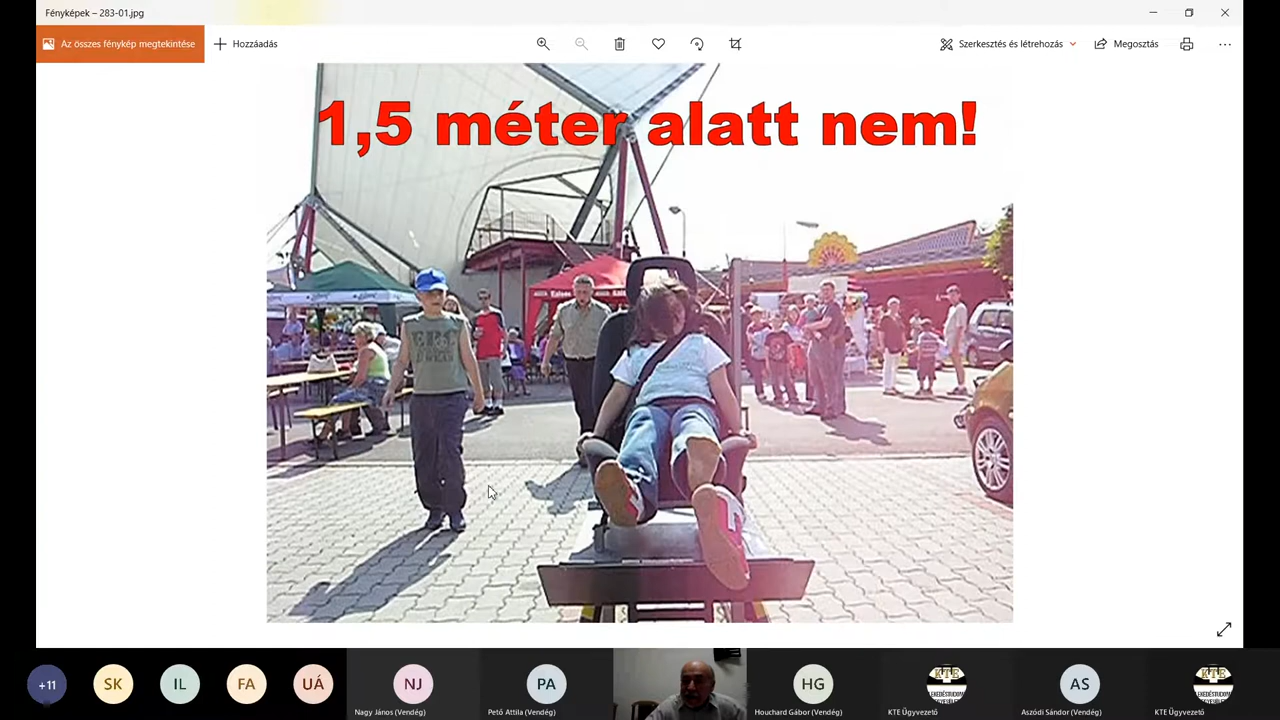 Fényképek – 283-01.jpg
Az összes fénykép megtekintése
Hozzáadás
Szerkesztés és létrehozás
Megosztás
1,5 méter alatt nem!
+11
SK
IL
FA
UÁ
NJ
Nagy János (Vendég)
PA
Pető Attila (Vendég)
HG
Houchard Gábor (Vendég)
KTE
KTE Ügyvezető
AS
Aszódi Sándor (Vendég)
KTE
KTE Ügyvezető